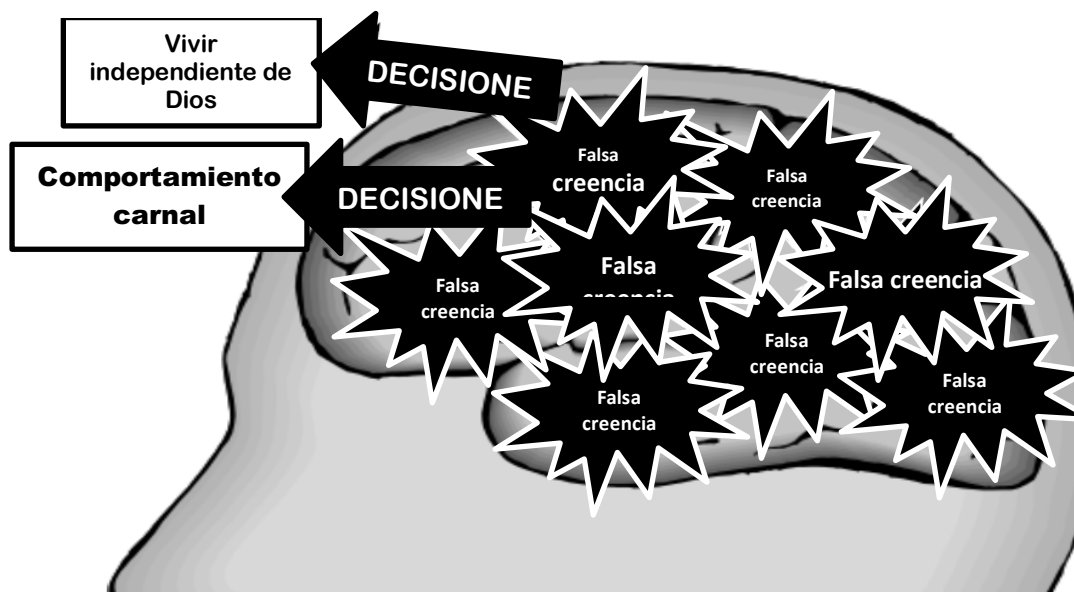 Vivir
independiente de
Dios
DECISIONE
Comportamiento
carnal
DECISIONE
Falsa
creencia
Falsa
creencia
Falsa
creencia
Falsa
creencia
Falsa creencia
Falsa
creencia
Falsa
creencia
Falsa
creencia